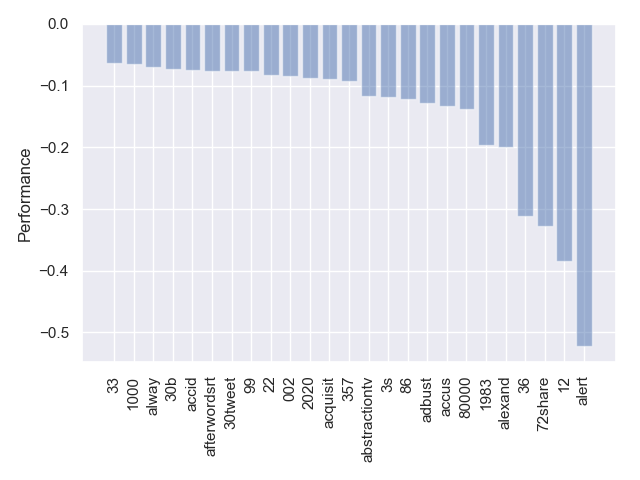 0.0
−0.1
−0.2
−0.3
−0.4
−0.5
Performance
33
1000
alway
30b
accid
afterwordsrt
30tweet
99
22
002
2020
acquisit
357
abstractiontv
3s
86
adbust
accus
80000
1983
alexand
36
72share
12
alert